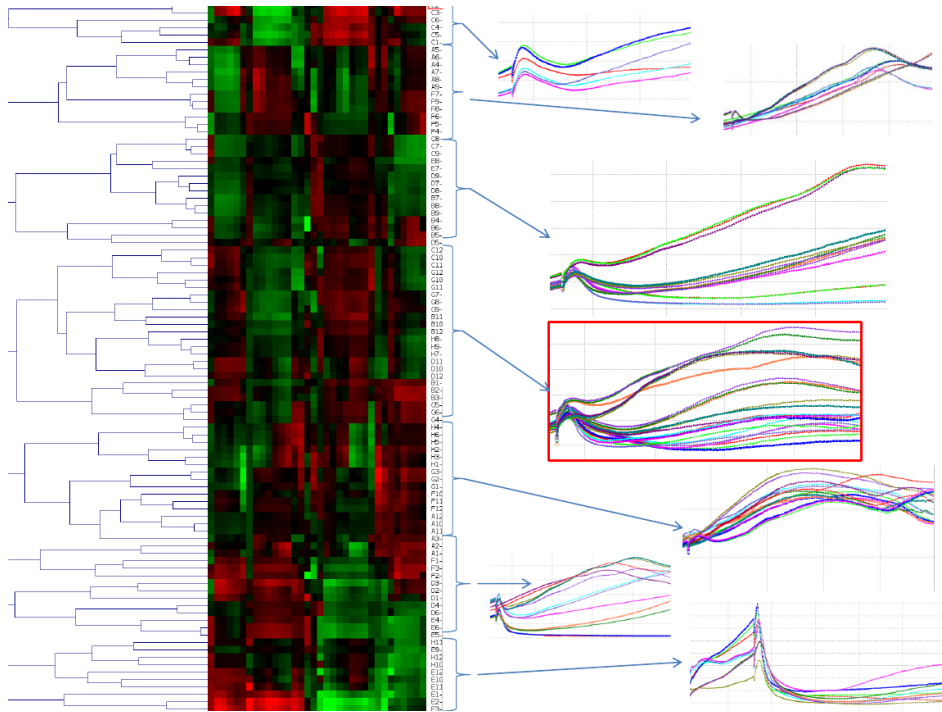 C3-
C6-
C4-
C5-
C1-
A5-
A6-
A4-
A7-
A8-
A9-
F7-
F9-
F8-
F6-
F5-
F4-
C8-
C7-
C9-
E8-
E7-
D9-
D7-
D8-
B7-
B8-
B9-
B4-
B6-
B5-
D5-
C12
C10
C11
G12
G10
G11
G7-
G8-
G9-
B11
B10
B12
H8-
H9-
H7-
D11
D10
D12
B1-
B2-
B3-
G5-
G6-
G4-
H4-
H6-
H5-
H2-
H3-
H1-
G3-
G2-
G1-
F10
F11
F12
A12
A10
A11
A3-
A2-
A1-
F1-
F3-
F2-
D3-
D2-
D1-
D4-
D6-
E4-
E6-
E5-
H11
E9-
H12
H10
E12
E10
E11
E1-
E2-
E3-